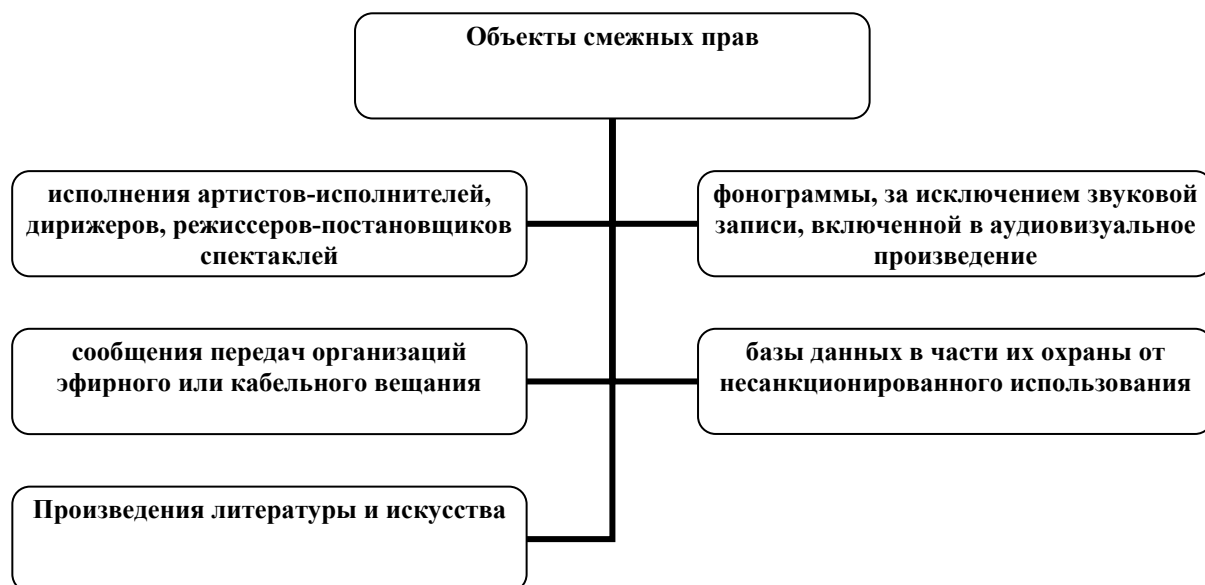 Объекты смежных прав
исполнения артистов-исполнителей,
дирижеров, режиссеров-постановщиков
спектаклей
фонограммы, за исключением звуковой
записи, включенной в аудиовизуальное
произведение
сообщения передач организаций
эфирного или кабельного вещания
базы данных в части их охраны от
несанкционированного использования
Произведения литературы и искусства